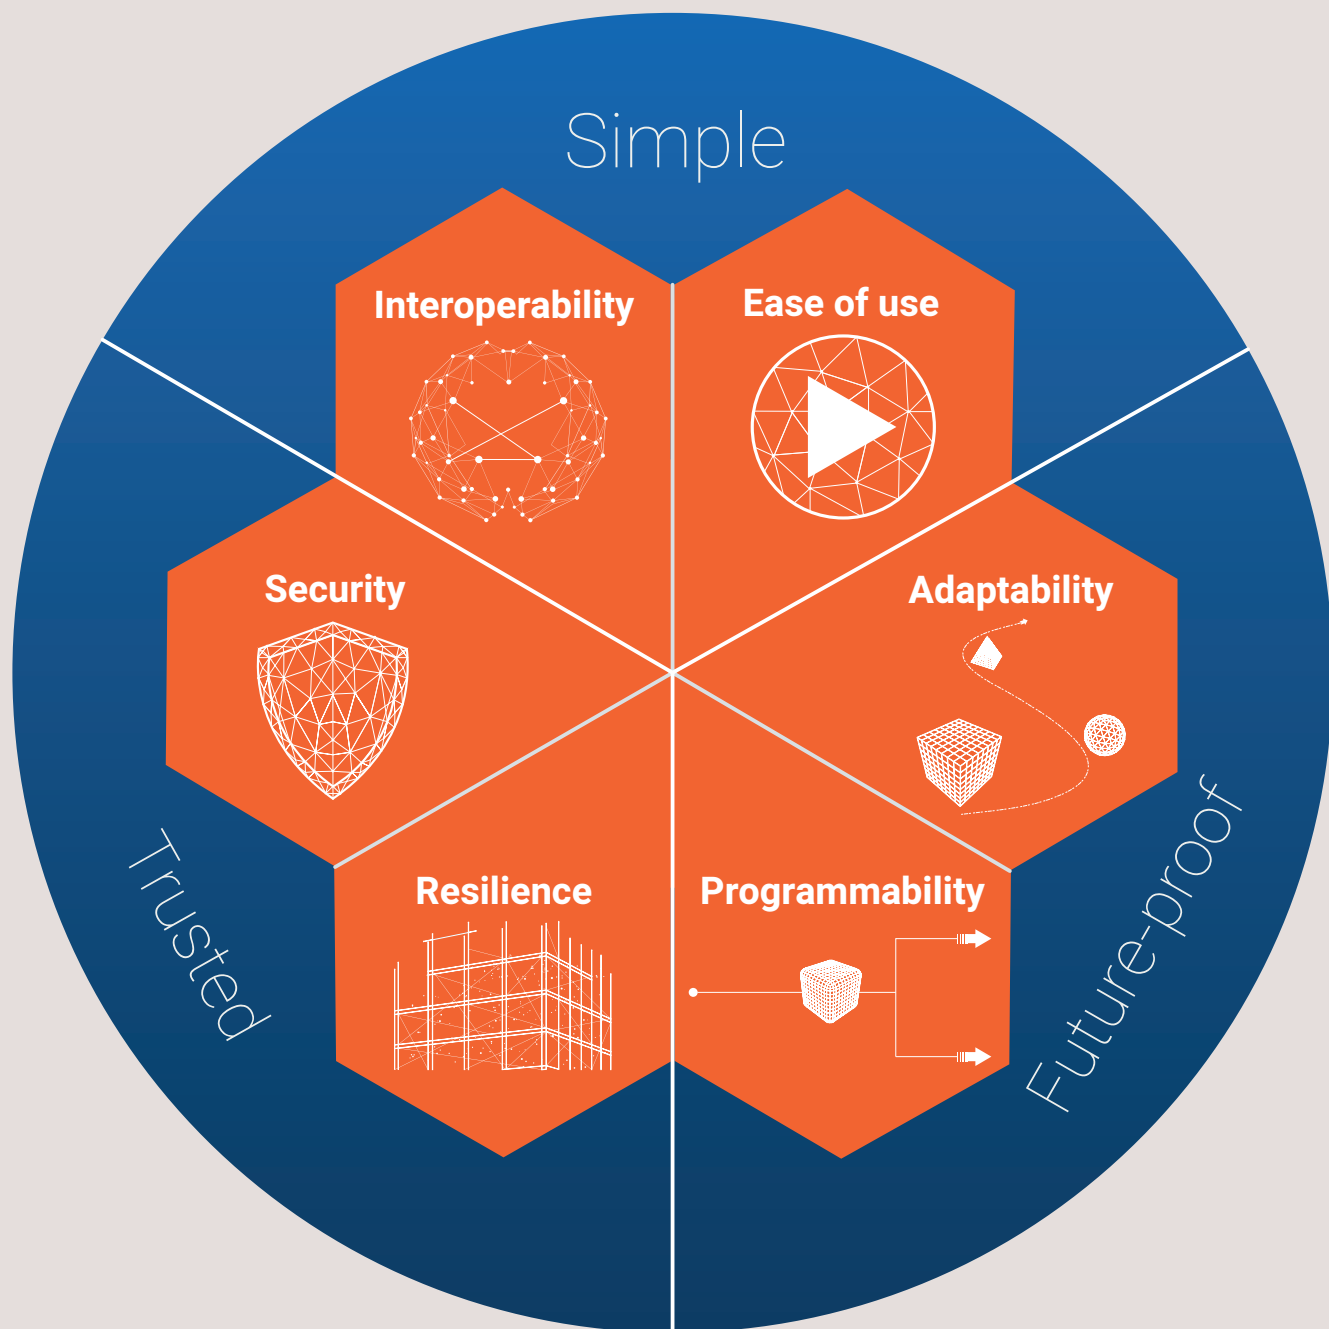 Simple
Interoperability
Ease of use
Security
Adaptability
Resilience
Programmability
Trusted
Future-proof